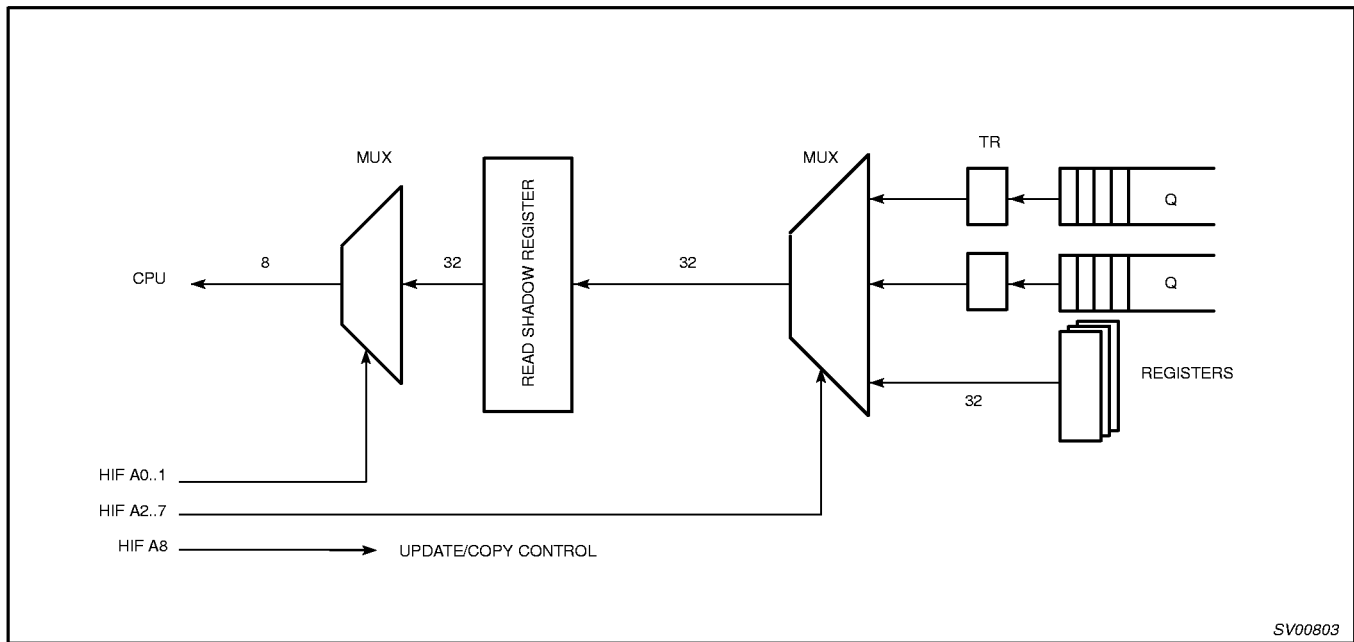 MUX
MUX
TR
Q
READ SHADOW REGISTER
CPU
8
32
32
Q
REGISTERS
32
HIF A0..1
HIF A2..7
HIF A8
UPDATE/COPY CONTROL
SV00803